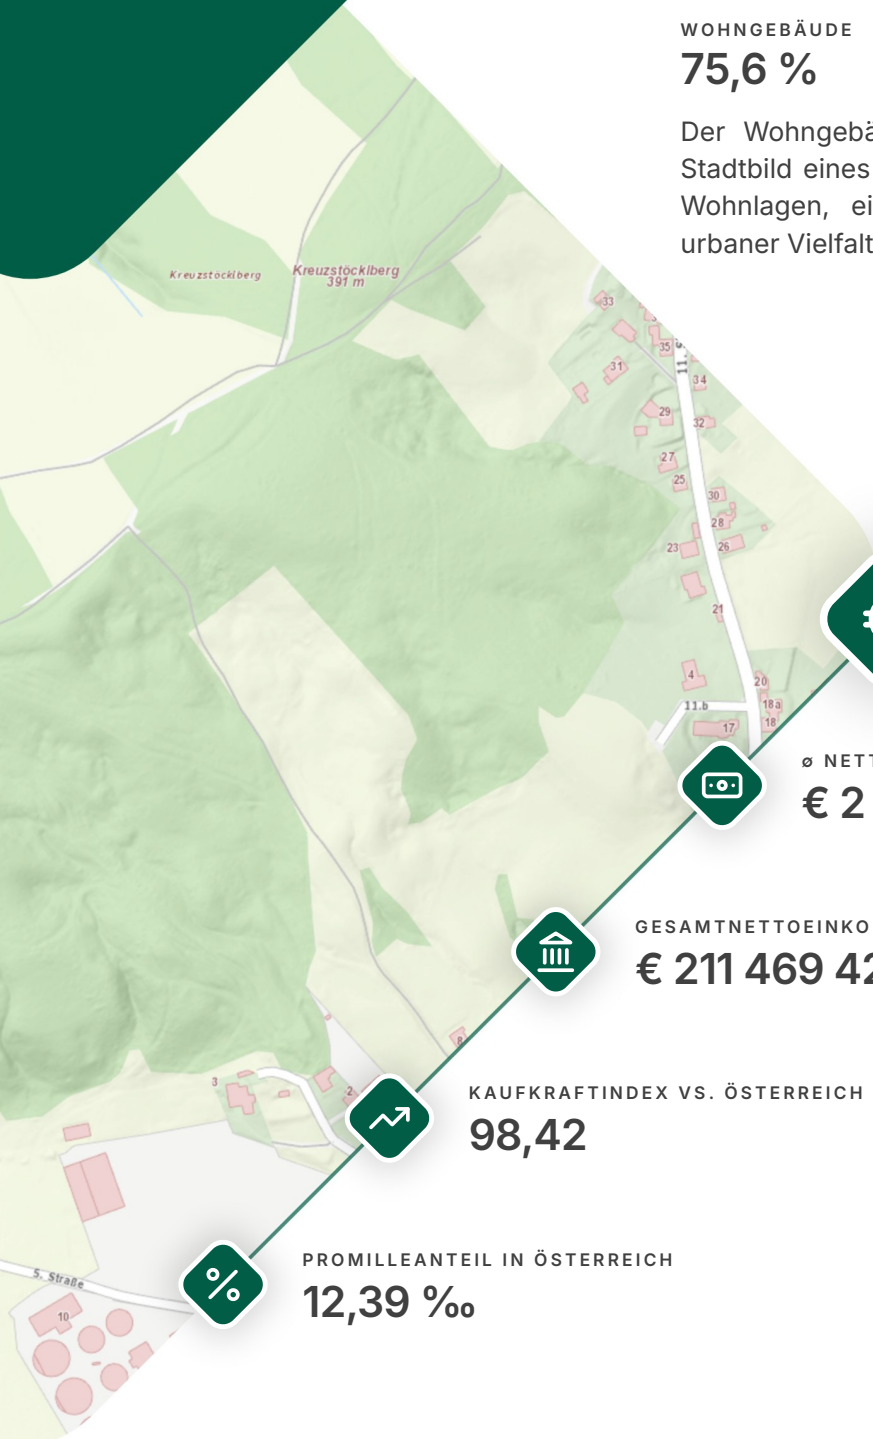 WOHNGEBÄUDE
75,6 %
Der Wohngebä
Stadtbild eines
Wohnlagen, ei
urbaner Vielfalt
Kreuzstöcklberg
Kreuzstöcklberg
391 m
33
35
31
11. S
34
29
32
27
25
30
28
23
26
21
4
20
11.b
18a
17
18
ø NETT
€ 2
GESAMTNETTOEINKO
€ 211 469 42
8
3
2
KAUFKRAFTINDEX VS. ÖSTERREICH
98,42
PROMILLEANTEIL IN ÖSTERREICH
12,39 ‰
5. Straße
10